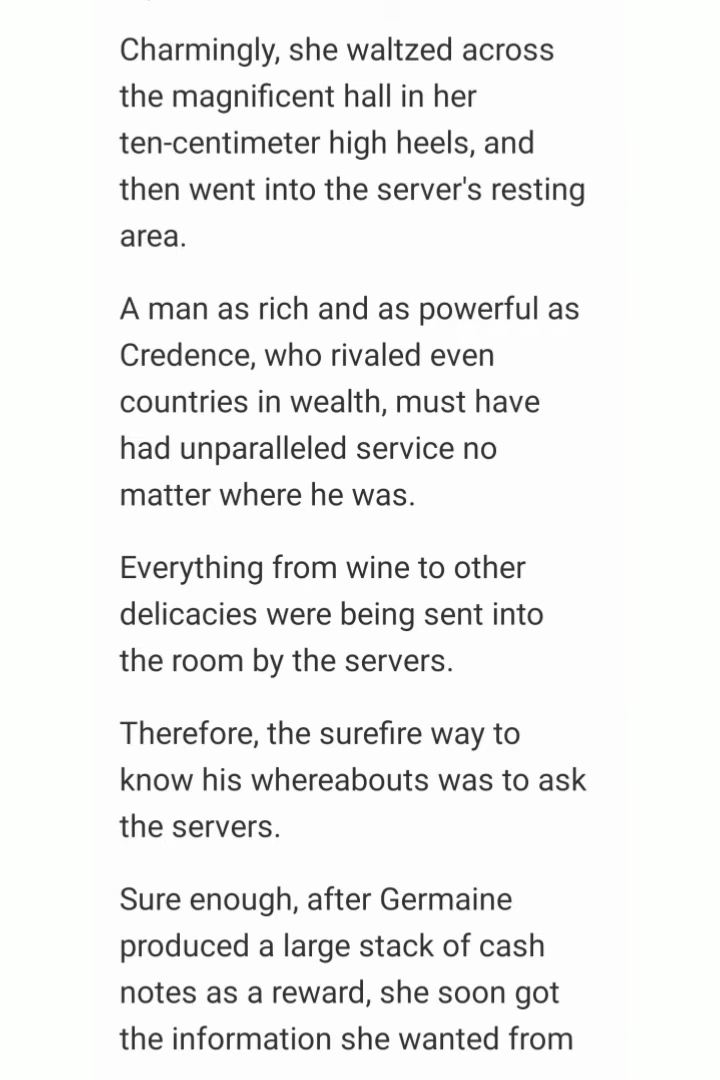 Charmingly, she waltzed across
the magnificent hall in her
ten-centimeter high heels, and
then went into the server's resting
area.
A man as rich and as powerful as
Credence, who rivaled even
countries in wealth, must have
had unparalleled service no
matter where he was.
Everything from wine to other
delicacies were being sent into
the room by the servers.
Therefore, the surefire way to
know his whereabouts was to ask
the servers.
Sure enough, after Germaine
produced a large stack of cash
notes as a reward, she soon got
the information she wanted from